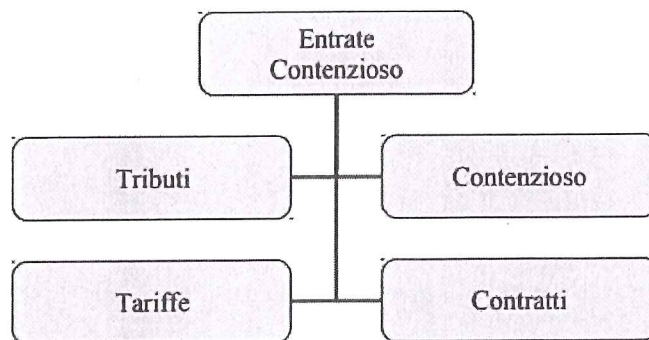 Entrate
Contenzioso
Tributi
Contenzioso
Tariffe
Contratti